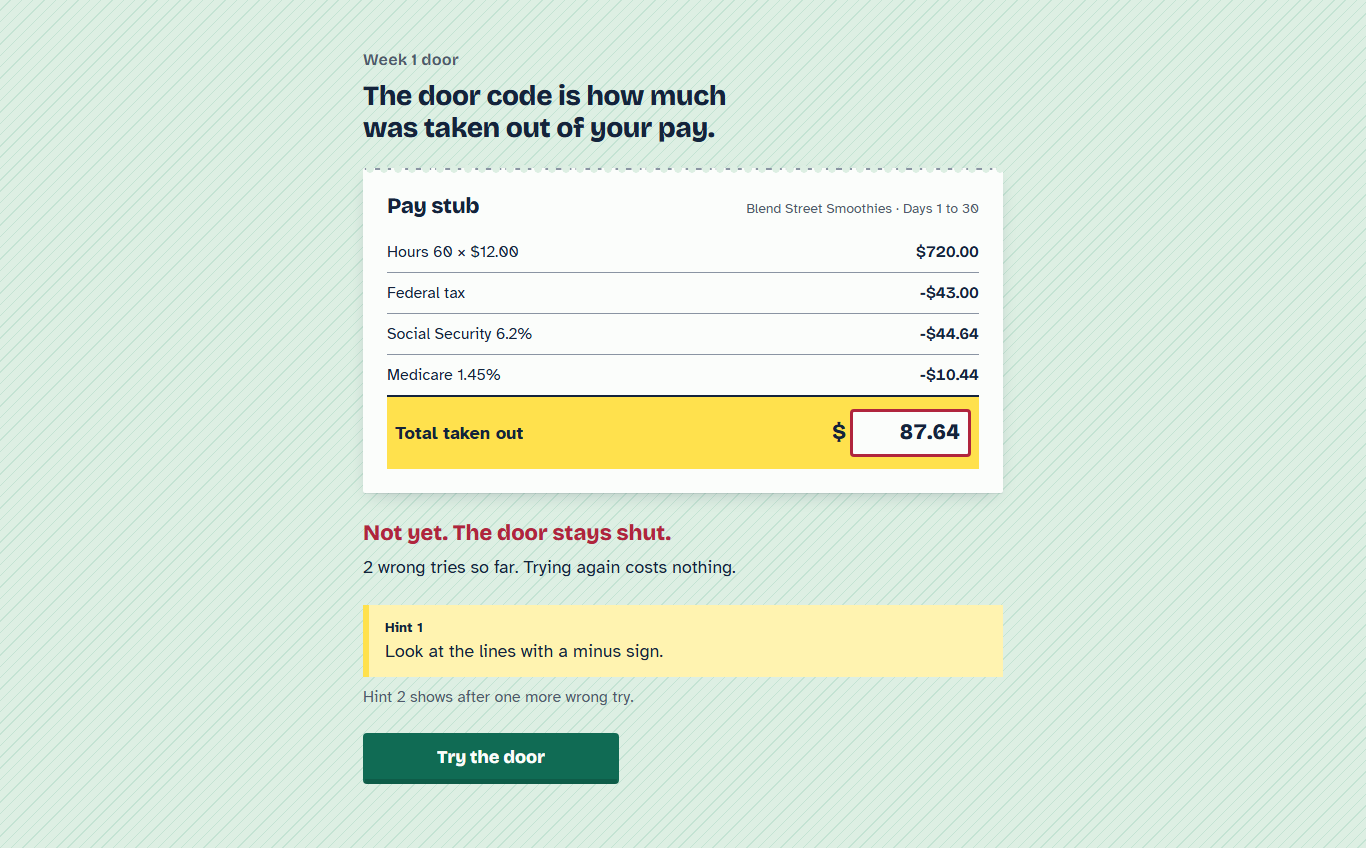 Week 1 door
The door code is how much
was taken out of your pay.
Pay stub
Blend Street Smoothies · Days 1 to 30
Hours 60 × $12.00 $720.00
Federal tax -$43.00
Social Security 6.2% -$44.64
Medicare 1.45% -$10.44
Total taken out $ 87.64
Not yet. The door stays shut.
2 wrong tries so far. Trying again costs nothing.
Hint 1
Look at the lines with a minus sign.
Hint 2 shows after one more wrong try.
Try the door